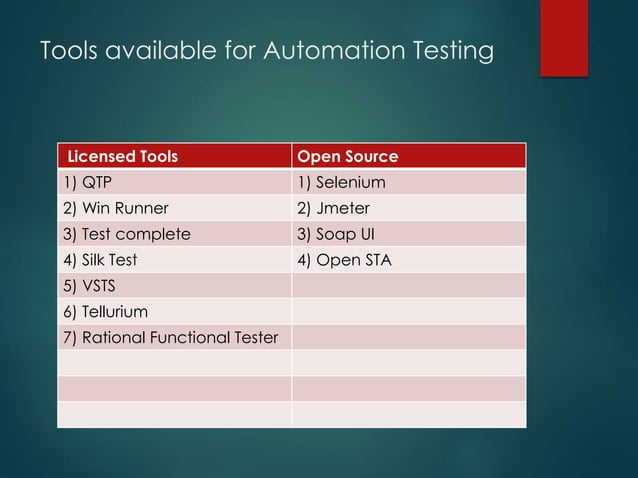 Tools available for Automation Testing
Licensed Tools Open Source
1) QTP 1) Selenium
2) Win Runner 2) Jmeter
3) Test complete 3) Soap UI
4) Silk Test 4) Open STA
5) VSTS
6) Tellurium
7) Rational Functional Tester